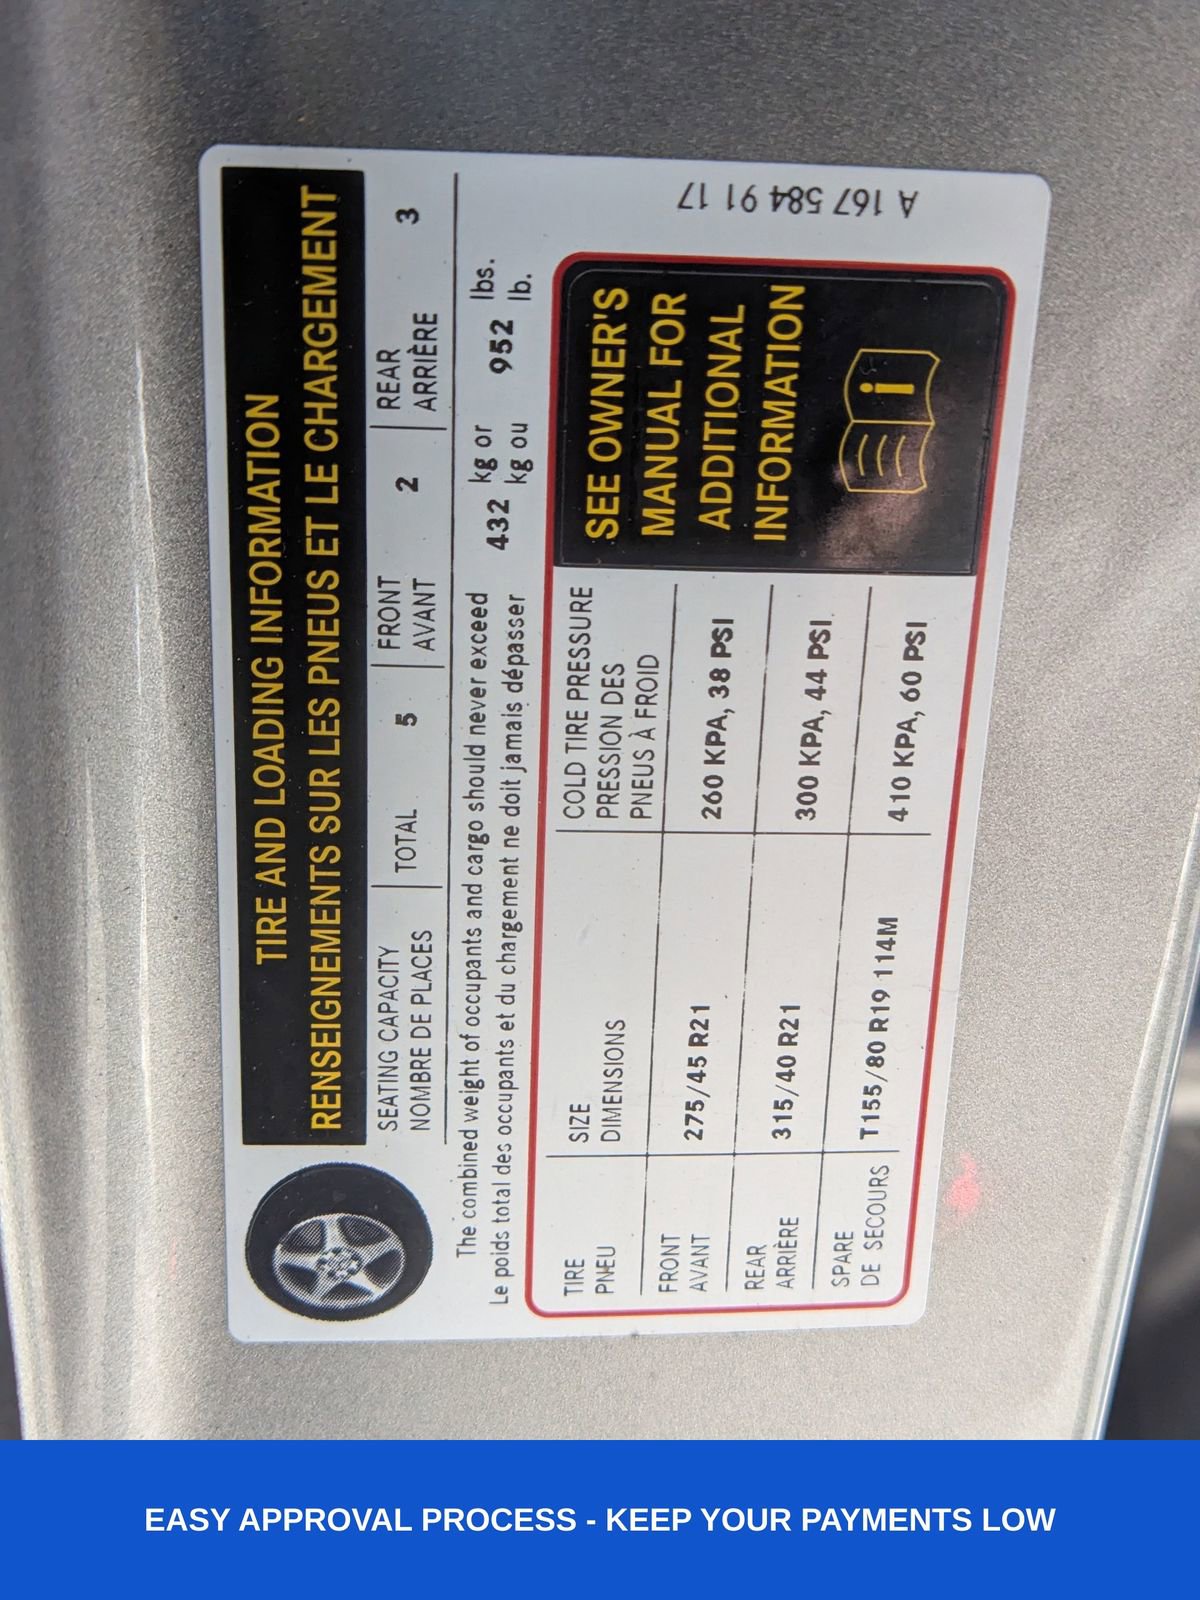 TIRE AND LOADING INFORMATION
RENSEIGNEMENTS SUR LES PNEUS ET LE CHARGEMENT
SEATING CAPACITY TOTAL 5 FRONT 2 REAR 3
NOMBRE DE PLACES AVANT ARRIÈRE
The combined weight of occupants and cargo should never exceed 432 kg or 952 lbs.
Le poids total des occupants et du chargement ne doit jamais dépasser kg ou lb.
TIRE SIZE COLD TIRE PRESSURE
PNEU DIMENSIONS PRESSION DES
PNEUS À FROID
FRONT 275/45 R21 260 KPA, 38 PSI
AVANT
REAR 315/40 R21 300 KPA, 44 PSI
ARRIÈRE
SPARE T155/80 R19 114M 410 KPA, 60 PSI
DE SECOURS
SEE OWNER'S
MANUAL FOR
ADDITIONAL
INFORMATION
i
A 167 584 91 17
EASY APPROVAL PROCESS - KEEP YOUR PAYMENTS LOW